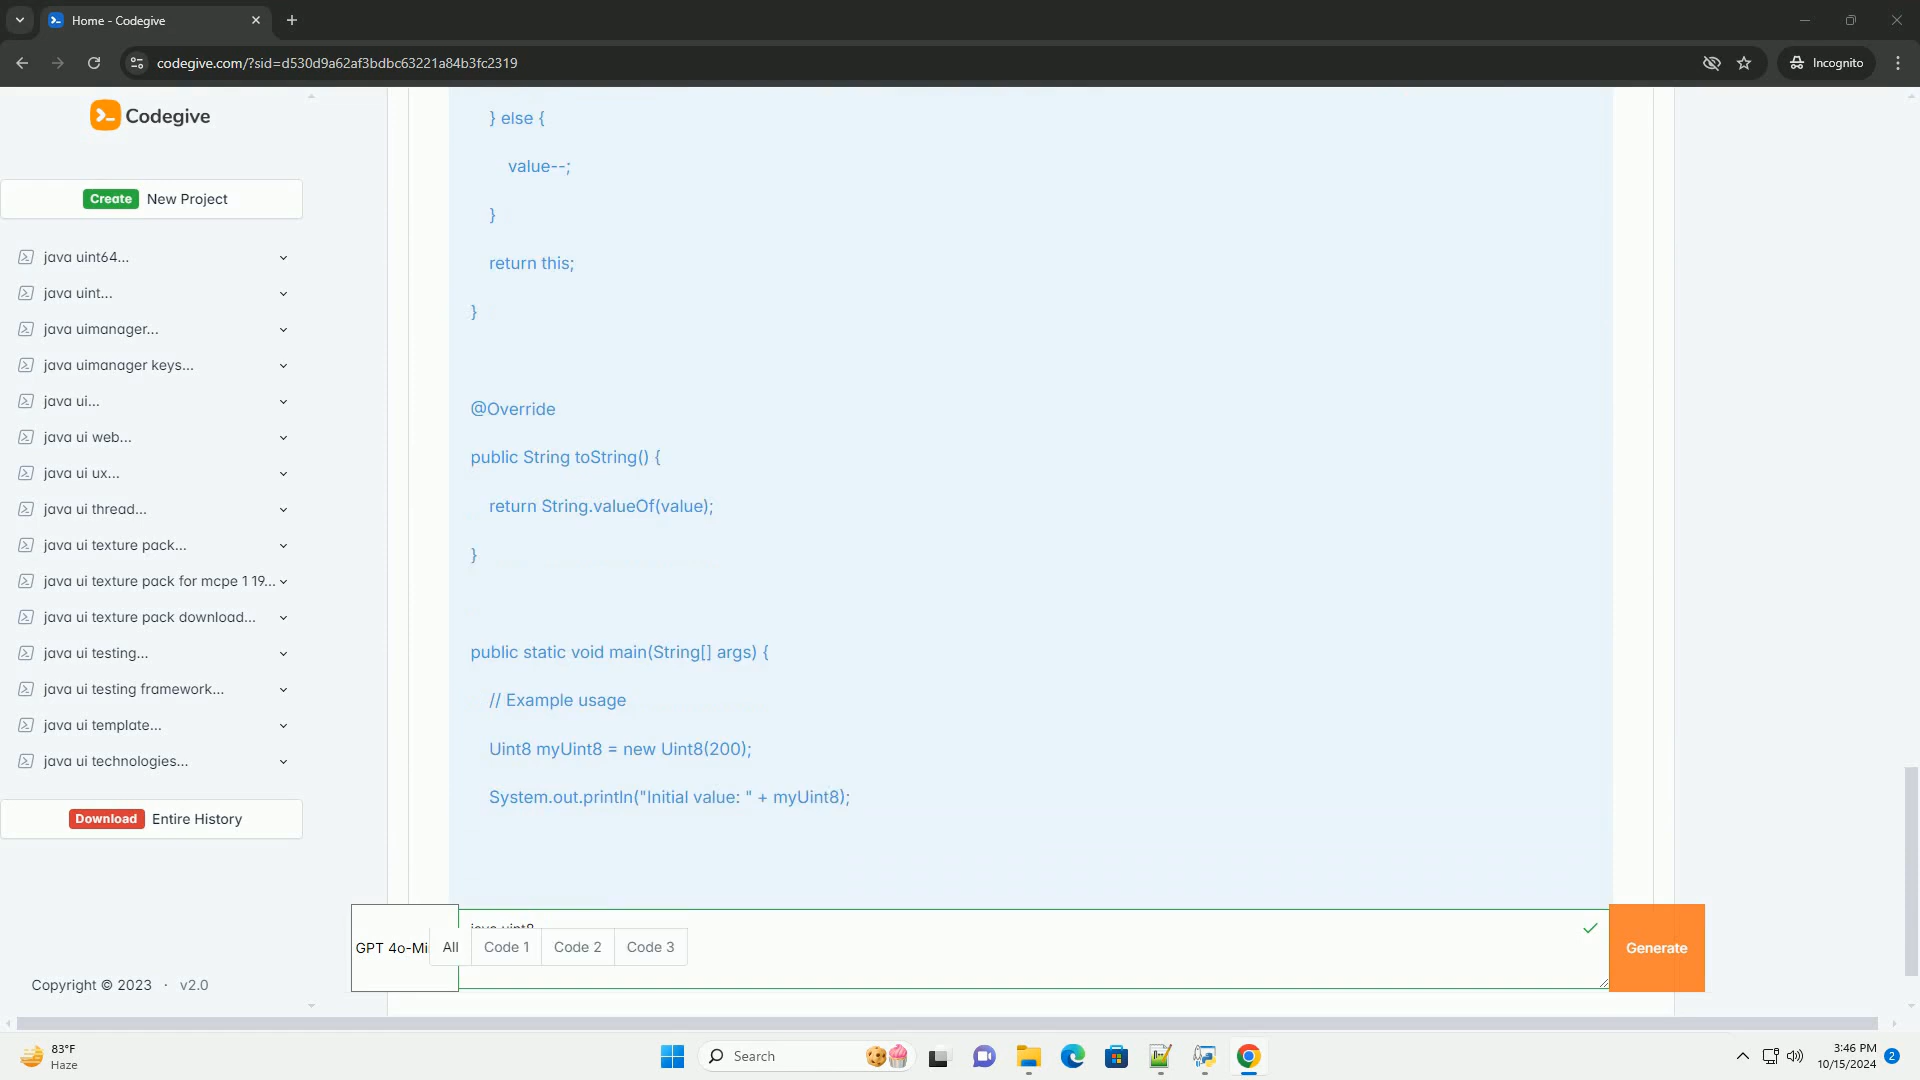 Home - Codegive
codegive.com/?sid=d530d9a62af3bdbc63221a84b3fc2319
Incognito
Codegive
Create New Project
java uint64...
java uint...
java uimanager...
java uimanager keys...
java ui...
java ui web...
java ui ux...
java ui thread...
java ui texture pack...
java ui texture pack for mcpe 1 19...
java ui texture pack download...
java ui testing...
java ui testing framework...
java ui template...
java ui technologies...
Download Entire History
Copyright © 2023 · v2.0
} else {
value--;
}
return this;
}
@Override
public String toString() {
return String.valueOf(value);
}
public static void main(String[] args) {
// Example usage
Uint8 myUint8 = new Uint8(200);
System.out.println("Initial value: " + myUint8);
java uint8
GPT 4o-Mi
All Code 1 Code 2 Code 3
Generate
83°F
Haze
Search
3:46 PM
10/15/2024
2